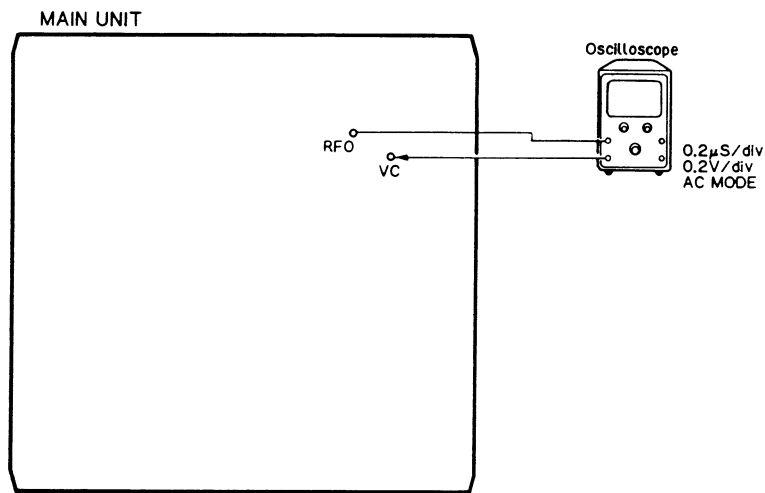 MAIN UNIT
Oscilloscope
RFO
VC
0.2µS/div
0.2V/div
AC MODE